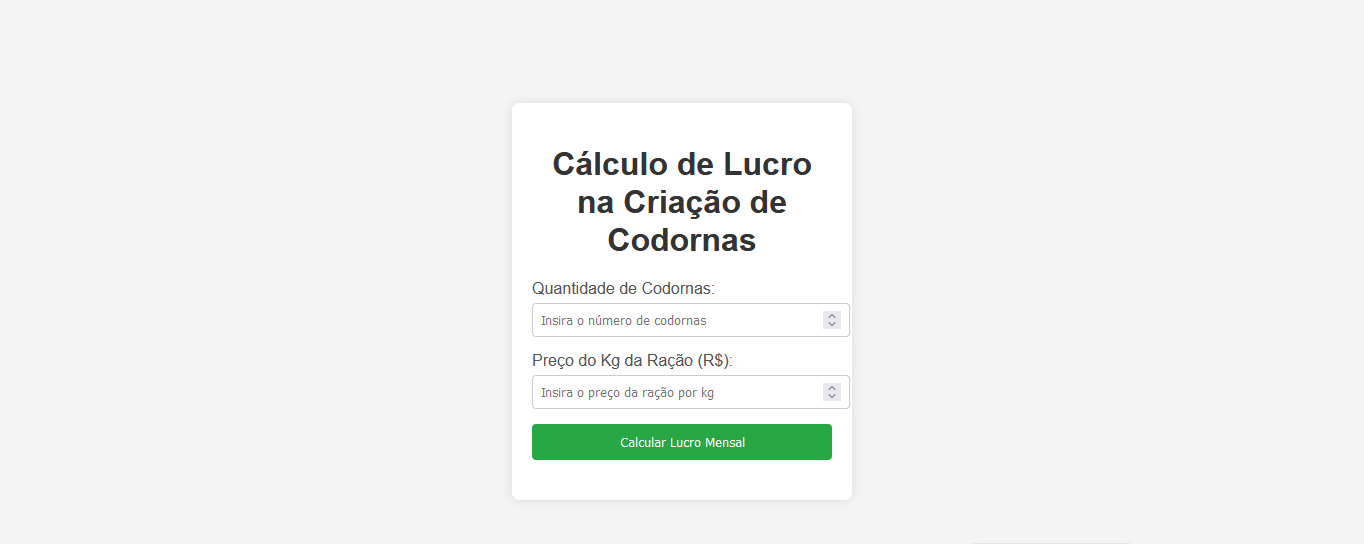 Cálculo de Lucro
na Criação de
Codornas
Quantidade de Codornas:
Insira o número de codornas
Preço do Kg da Ração (R$):
Insira o preço da ração por kg
Calcular Lucro Mensal